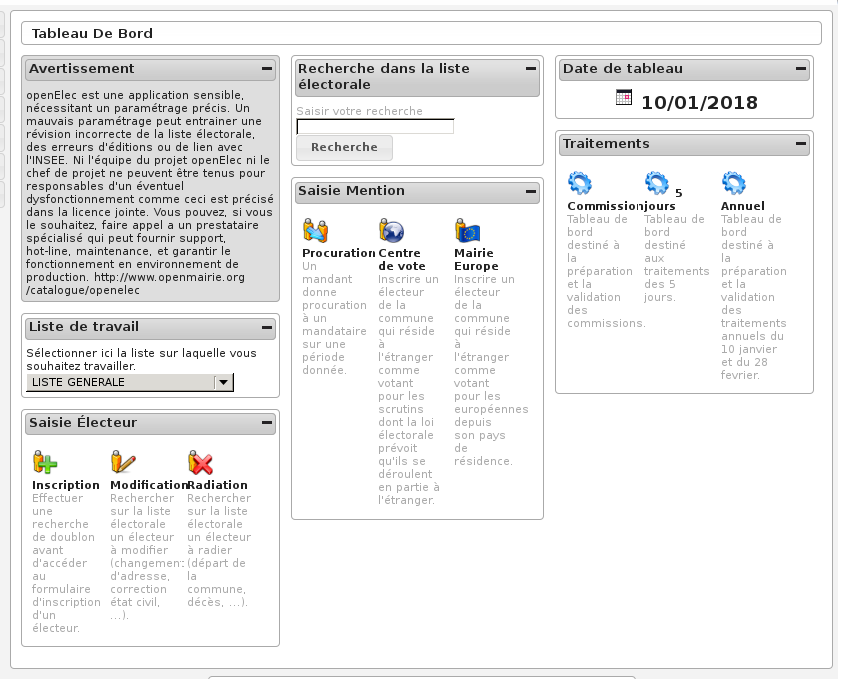 Tableau De Bord
Avertissement
openElec est une application sensible,
nécessitant un paramétrage précis. Un
mauvais paramétrage peut entrainer une
révision incorrecte de la liste électorale,
des erreurs d'éditions ou de lien avec
l'INSEE. Ni l'équipe du projet openElec ni le
chef de projet ne peuvent être tenus pour
responsables d'un éventuel
dysfonctionnement comme ceci est précisé
dans la licence jointe. Vous pouvez, si vous
le souhaitez, faire appel a un prestataire
spécialisé qui peut fournir support,
hot-line, maintenance, et garantir le
fonctionnement en environnement de
production. http://www.openmairie.org
/catalogue/openelec
Liste de travail
Sélectionner ici la liste sur laquelle vous
souhaitez travailler.
LISTE GENERALE
Saisie Électeur
Inscription
Effectuer
une
recherche
de doublon
avant
d'accéder
au
formulaire
d'inscription
d'un
électeur.
Modification
Rechercher
sur la liste
électorale
un électeur
à modifier
(changement
d'adresse,
correction
état civil,
...).
Radiation
Rechercher
sur la liste
électorale
un électeur
à radier
(départ de
la
commune,
décès, ...).
Recherche dans la liste
électorale
Saisir votre recherche
Recherche
Saisie Mention
Procuration
Un
mandant
donne
procuration
à un
mandataire
sur une
période
donnée.
Centre
de vote
Inscrire un
électeur
de la
commune
qui réside
à
l'étranger
comme
votant
pour les
scrutins
dont la loi
électorale
prévoit
qu'ils se
déroulent
en partie à
l'étranger.
Mairie
Europe
Inscrire un
électeur
de la
commune
qui réside
à
l'étranger
comme
votant
pour les
européennes
depuis
son pays
de
résidence.
Date de tableau
10/01/2018
Traitements
Commission
Tableau de
bord
destiné à
la
préparation
et la
validation
des
commissions.
5
jours
Tableau de
bord
destiné
aux
traitements
des 5
jours.
Annuel
Tableau de
bord
destiné à
la
préparation
et la
validation
des
traitements
annuels du
10 janvier
et du 28
fevrier.